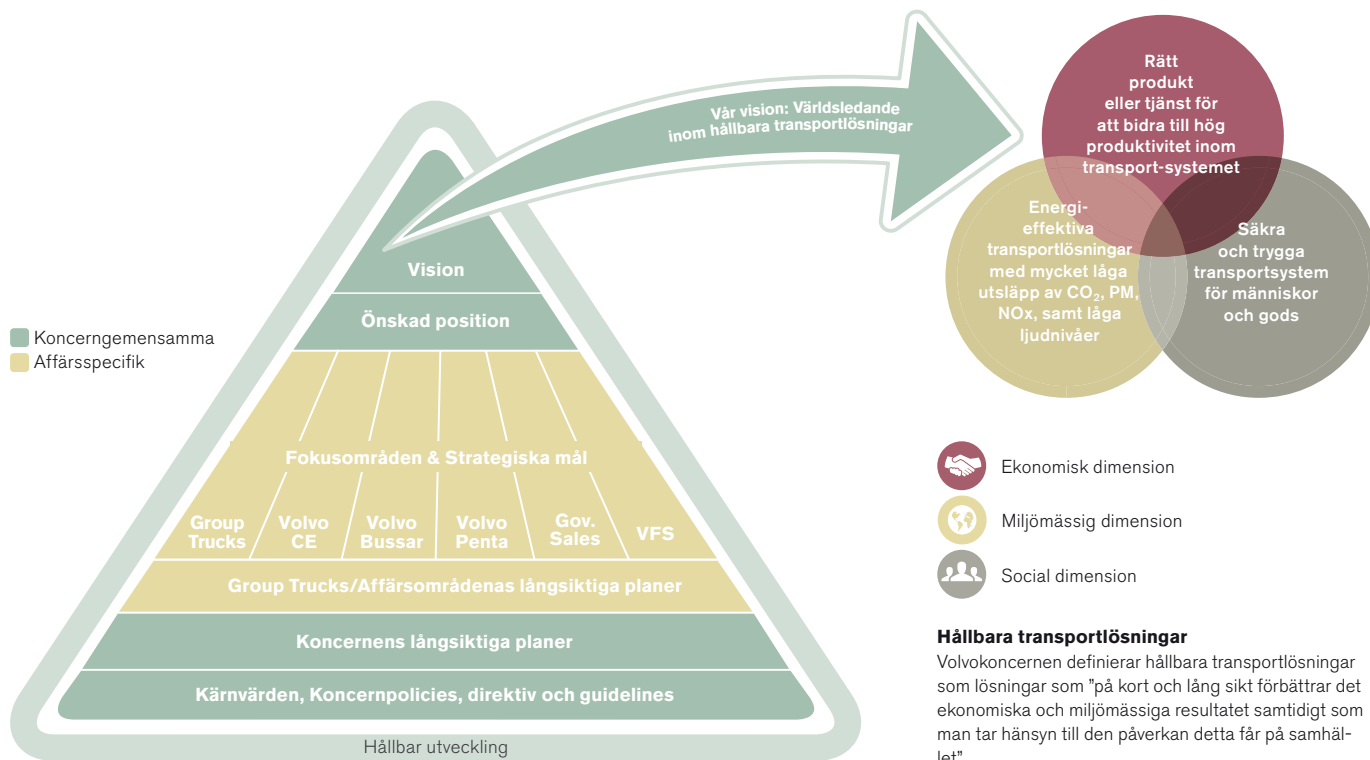 Vår vision: Världsledande
inom hållbara transportlösningar
Rätt
produkt
eller tjänst för
att bidra till hög
produktivitet inom
transport-systemet
Energi-
effektiva
transportlösningar
med mycket låga
utsläpp av CO₂, PM,
NOx, samt låga
ljudnivåer
Säkra
och trygga
transportsystem
för människor
och gods
Koncerngemensamma
Affärsspecifik
Vision
Önskad position
Fokusområden & Strategiska mål
Group
Trucks
Volvo
CE
Volvo
Bussar
Volvo
Penta
Gov.
Sales
VFS
Group Trucks/Affärsområdenas långsiktiga planer
Koncernens långsiktiga planer
Kärnvärden, Koncernpolicies, direktiv och guidelines
Hållbar utveckling
Ekonomisk dimension
Miljömässig dimension
Social dimension
Hållbara transportlösningar
Volvokoncernen definierar hållbara transportlösningar
som lösningar som ”på kort och lång sikt förbättrar det
ekonomiska och miljömässiga resultatet samtidigt som
man tar hänsyn till den påverkan detta får på samhäl-
let”